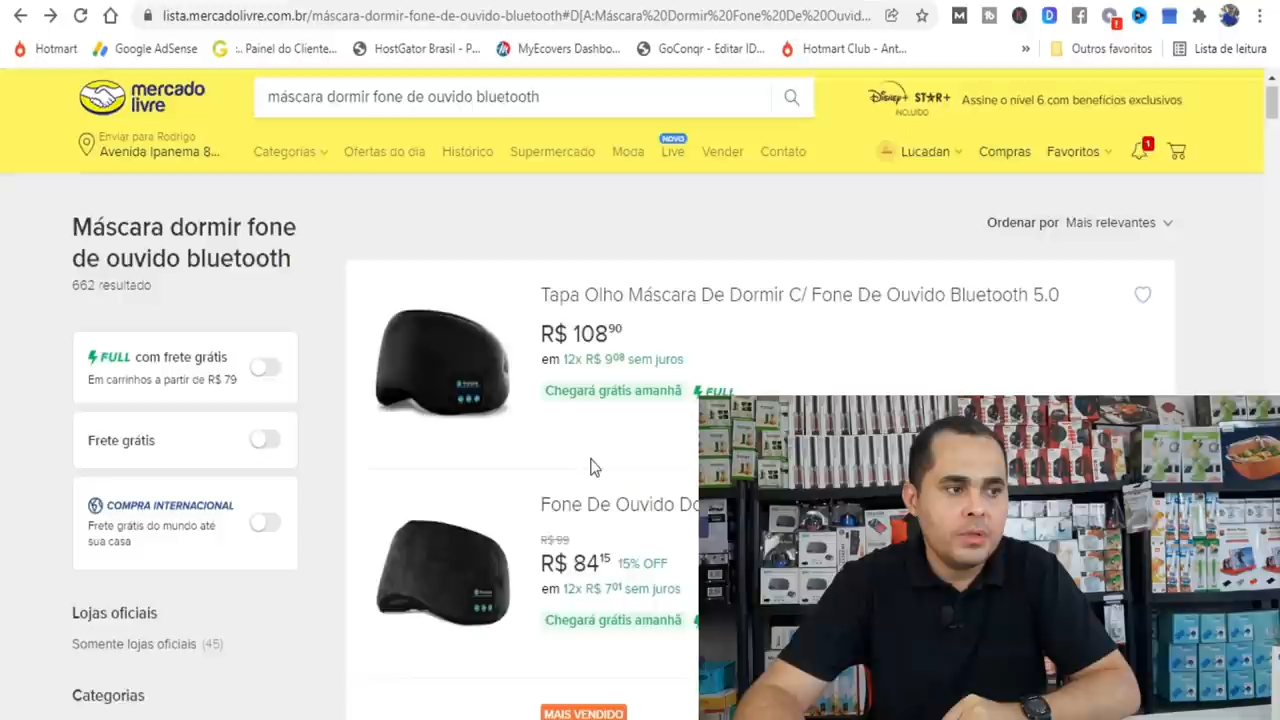 lista.mercadolivre.com.br/máscara-dormir-fone-de-ouvido-bluetooth#D[A:Máscara%20Dormir%20Fone%20De%20Ouvid...
Hotmart
Google AdSense
:. Painel do Cliente...
HostGator Brasil - P...
MyEcovers Dashbo...
GoConqr - Editar ID...
Hotmart Club - Ant...
»
Outros favoritos
Lista de leitura
mercado
livre
máscara dormir fone de ouvido bluetooth
Disney+ STAR+
INCLUÍDO
Assine o nível 6 com benefícios exclusivos
Enviar para Rodrigo
Avenida Ipanema 8...
Categorias
Ofertas do dia
Histórico
Supermercado
Moda
NOVO
Live
Vender
Contato
Lucadan
Compras
Favoritos
1
Máscara dormir fone
de ouvido bluetooth
662 resultado
Ordenar por Mais relevantes
FULL com frete grátis
Em carrinhos a partir de R$ 79
Frete grátis
COMPRA INTERNACIONAL
Frete grátis do mundo até
sua casa
Lojas oficiais
Somente lojas oficiais (45)
Categorias
Tapa Olho Máscara De Dormir C/ Fone De Ouvido Bluetooth 5.0
R$ 108 90
em 12x R$ 9 08 sem juros
Chegará grátis amanhã FULL
Fone De Ouvido Do
R$ 99
R$ 84 15 15% OFF
em 12x R$ 7 01 sem juros
Chegará grátis amanhã
MAIS VENDIDO